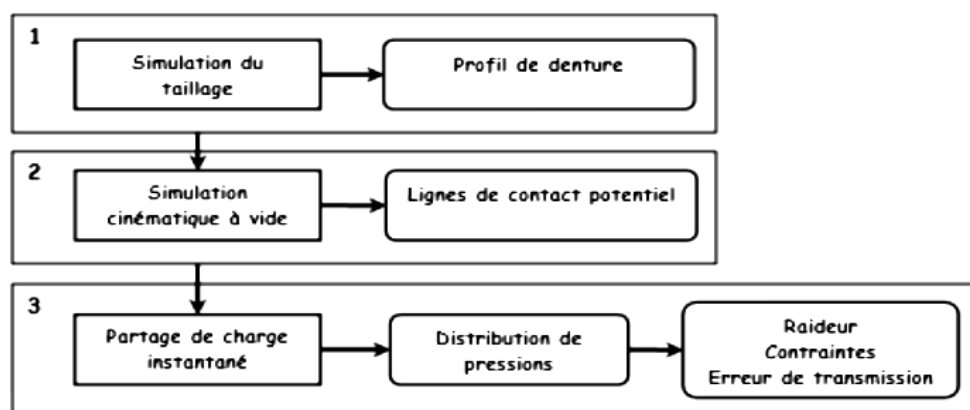 1
Simulation du
taillage
Profil de denture
2
Simulation
cinématique à vide
Lignes de contact potentiel
3
Partage de charge
instantané
Distribution de
pressions
Raideur
Contraintes
Erreur de transmission